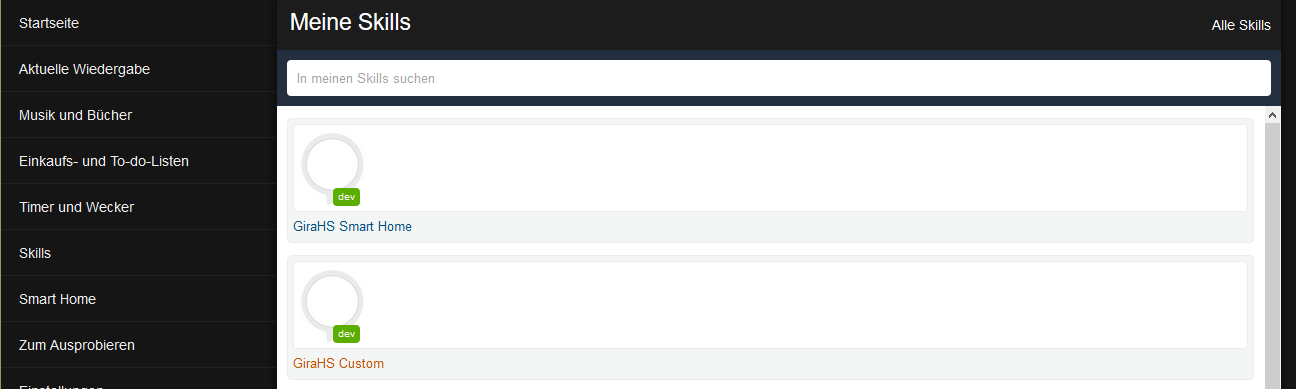 Startseite
Aktuelle Wiedergabe
Musik und Bücher
Einkaufs- und To-do-Listen
Timer und Wecker
Skills
Smart Home
Zum Ausprobieren
Einstellungen
Meine Skills
Alle Skills
In meinen Skills suchen
dev
GiraHS Smart Home
dev
GiraHS Custom